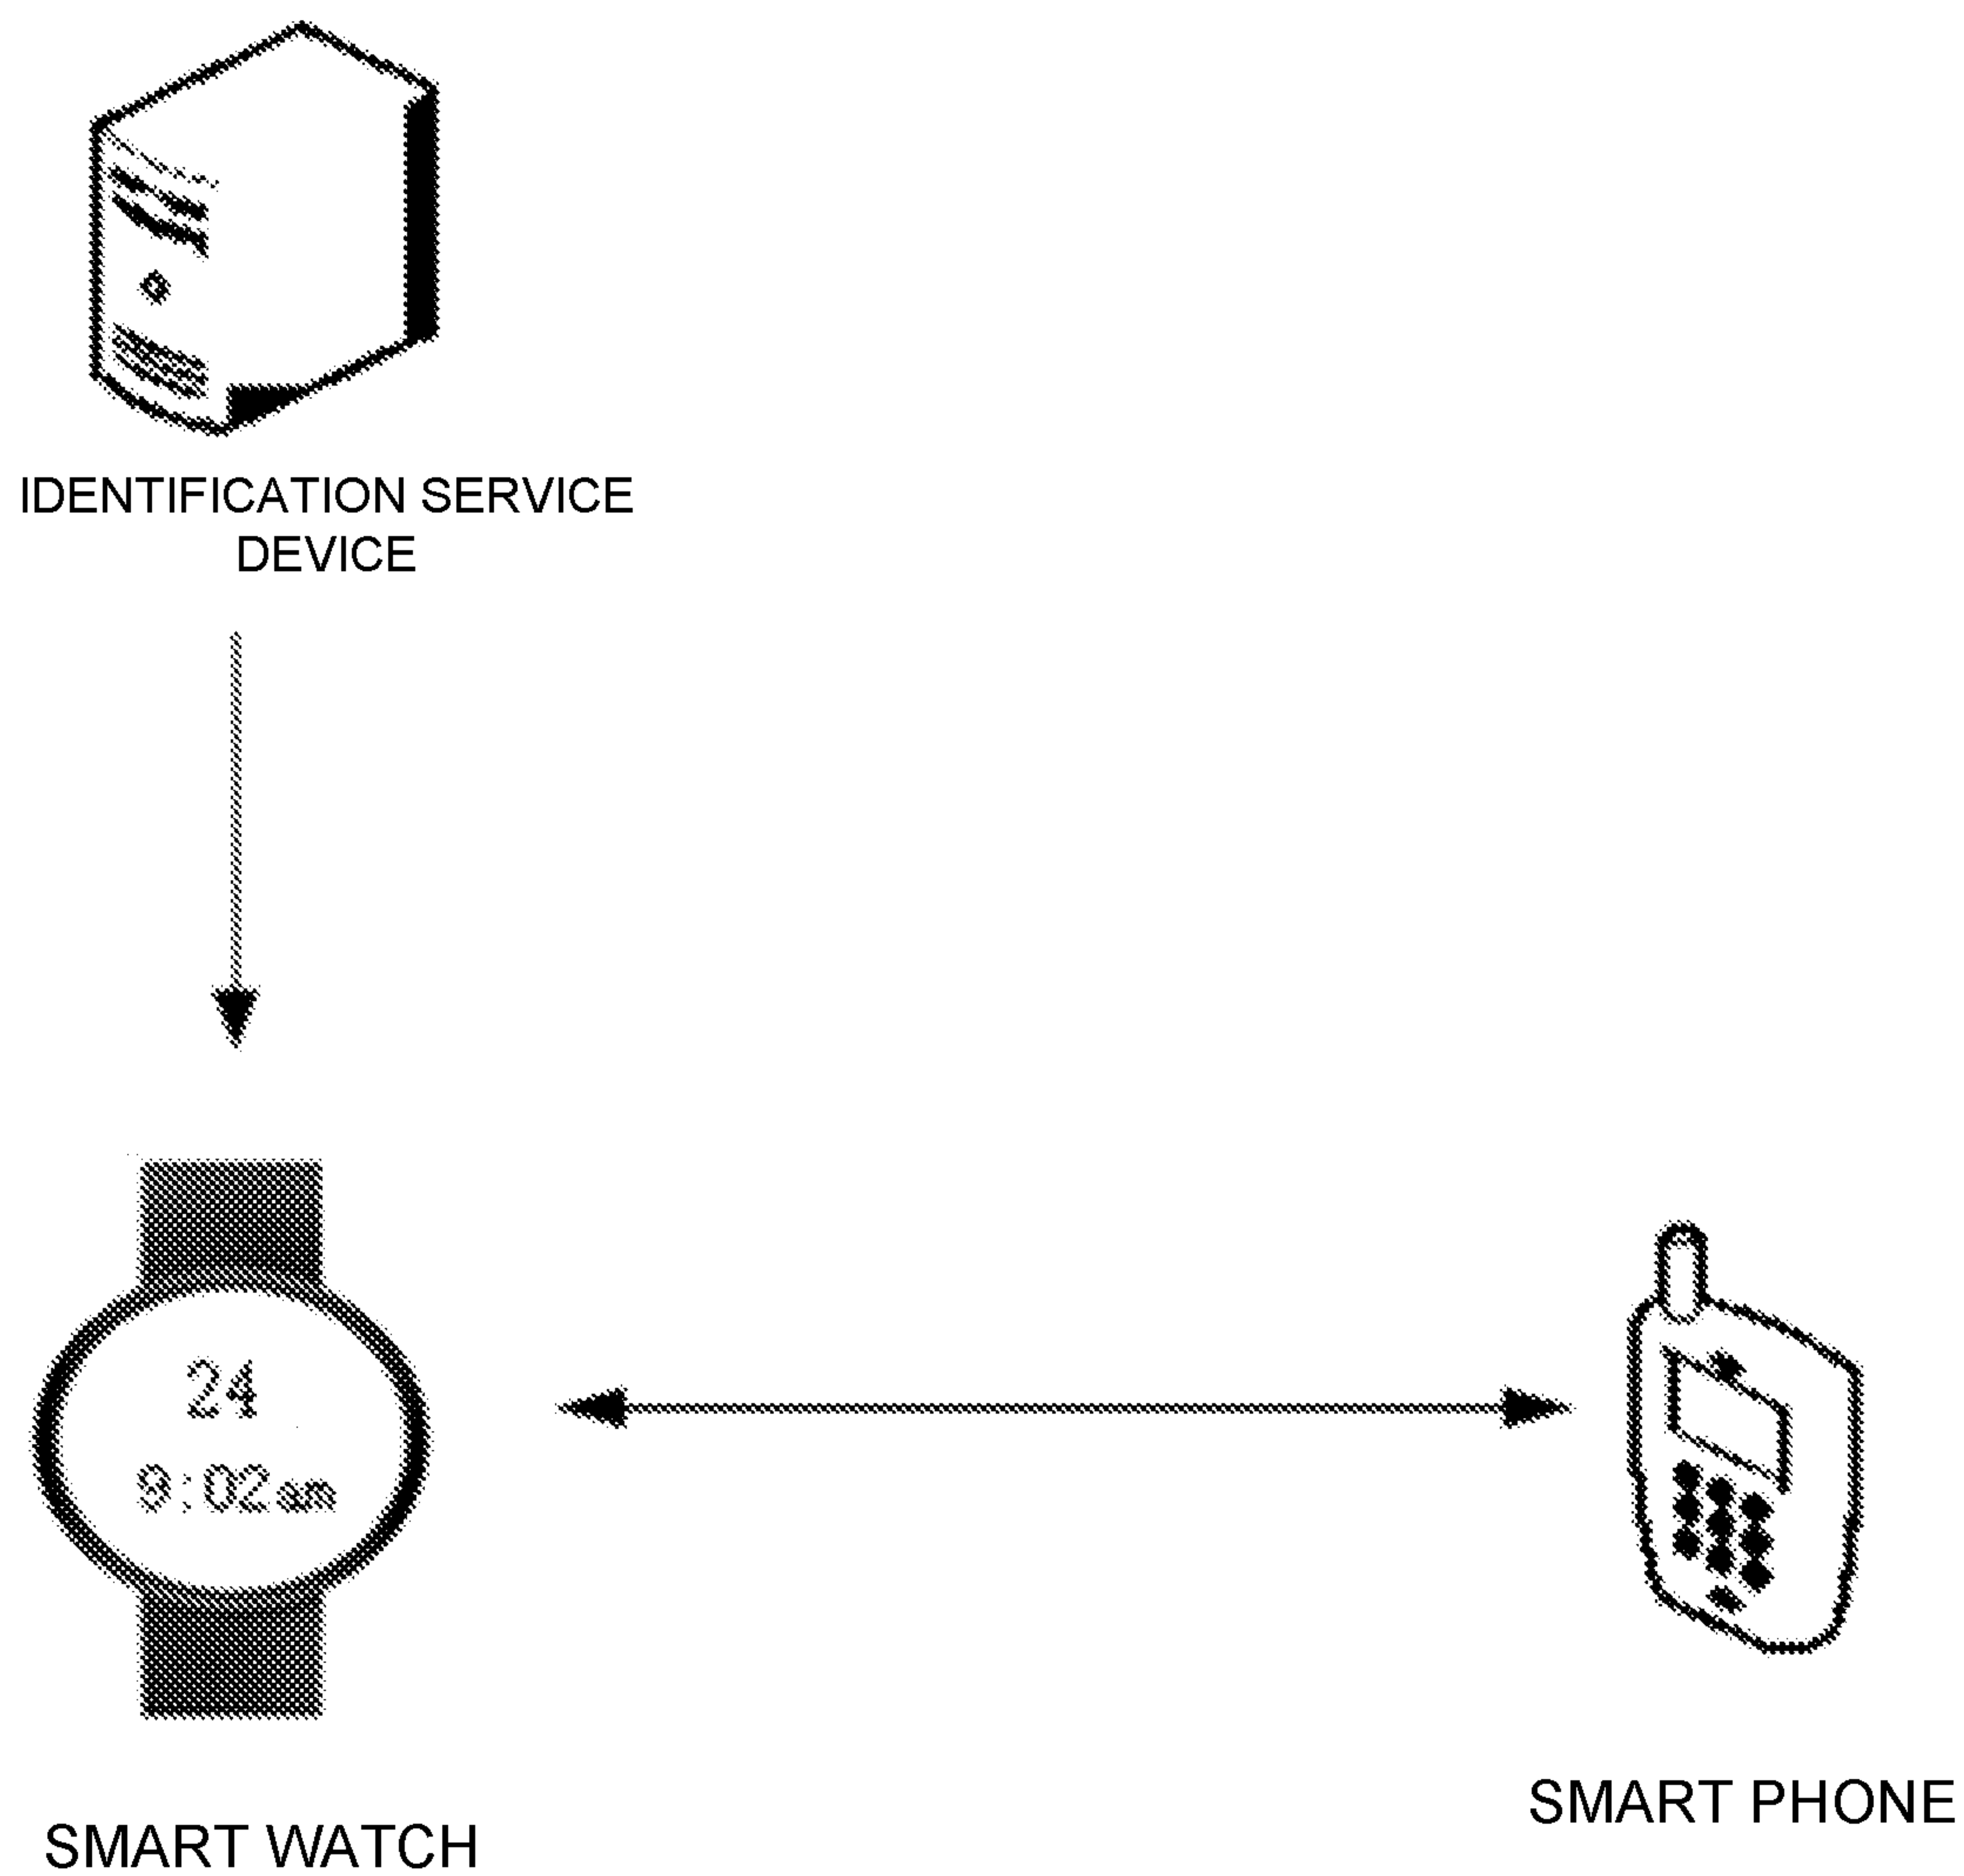 IDENTIFICATION SERVICE
DEVICE
24
9:02am
SMART PHONE
SMART WATCH